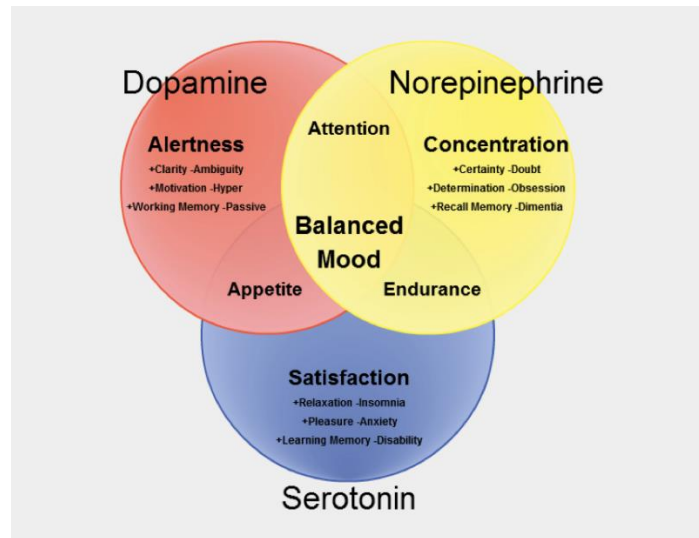 Dopamine
Norepinephrine
Attention
Alertness
+Clarity -Ambiguity
+Motivation -Hyper
+Working Memory -Passive
Concentration
+Certainty -Doubt
+Determination -Obsession
+Recall Memory -Dimentia
Balanced
Mood
Appetite
Endurance
Satisfaction
+Relaxation -Insomnia
+Pleasure -Anxiety
+Learning Memory -Disability
Serotonin